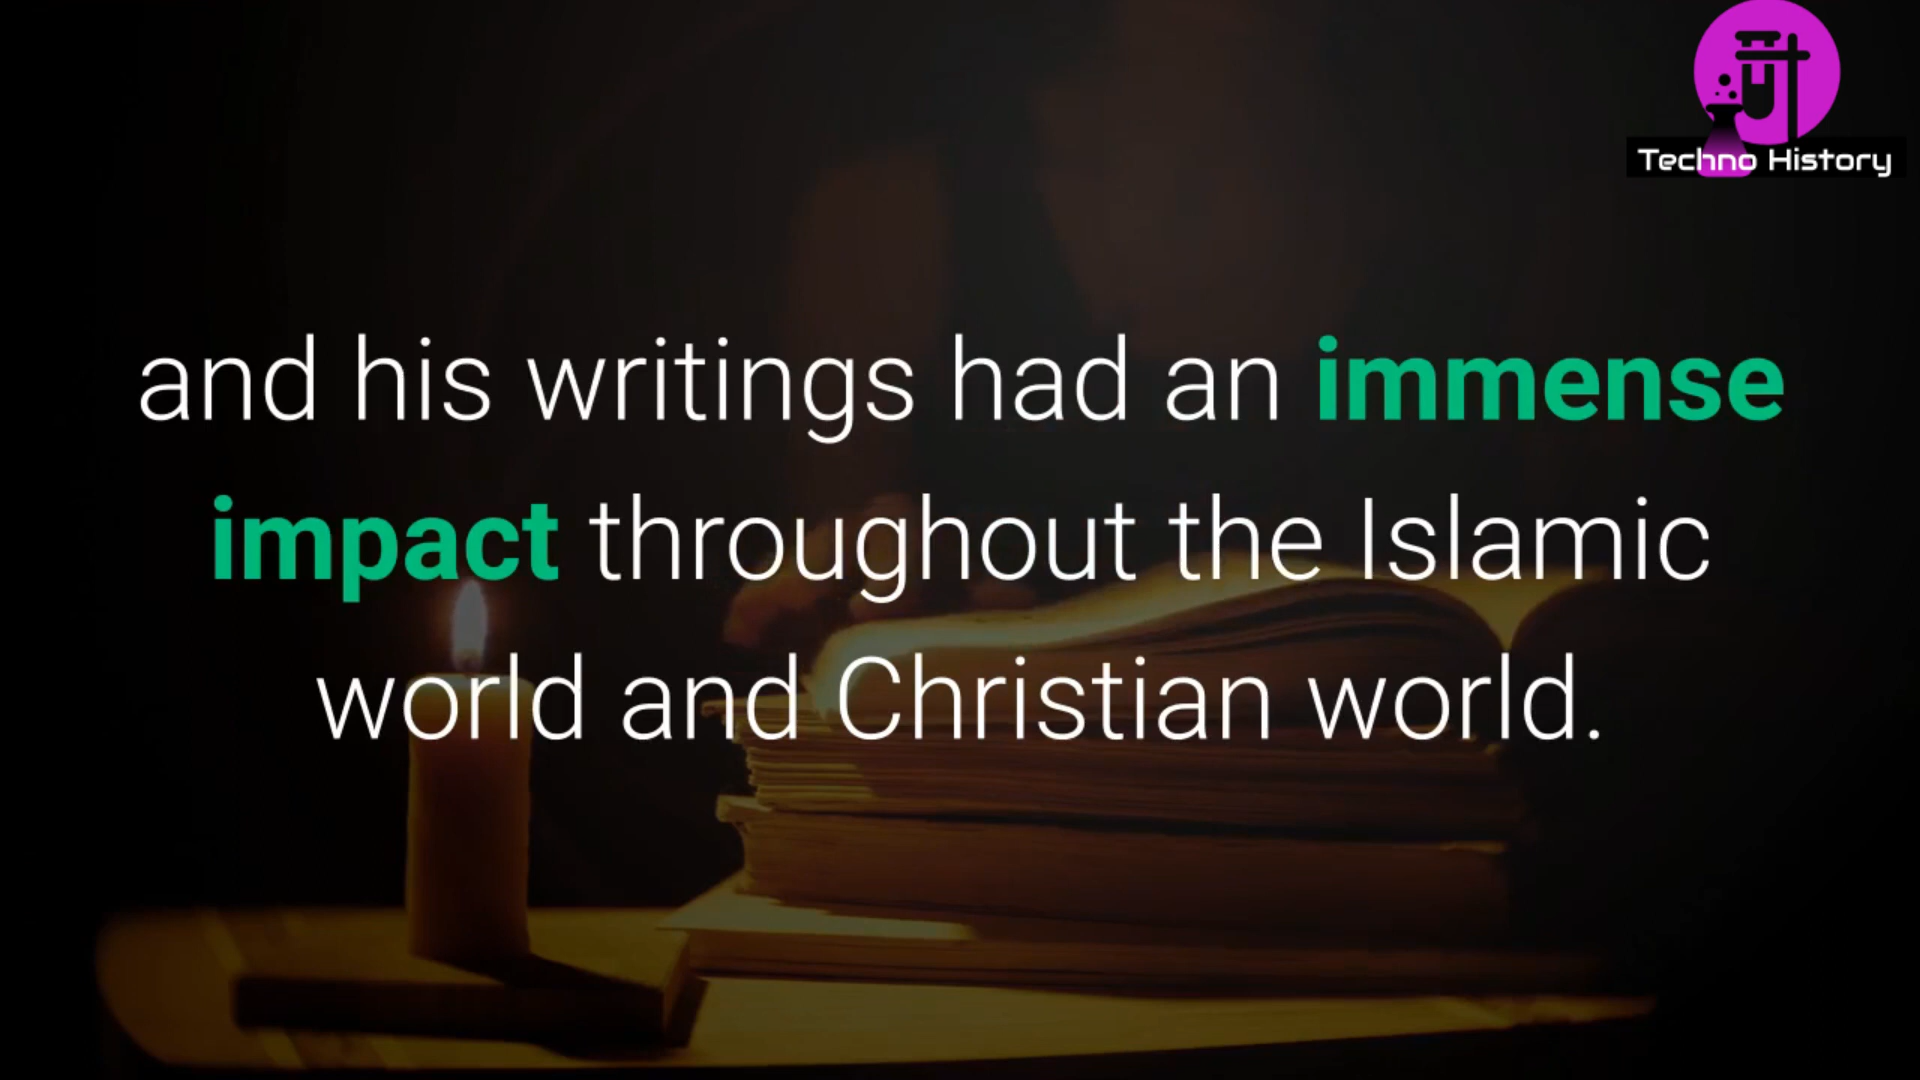 Techno History
and his writings had an immense
impact throughout the Islamic
world and Christian world.